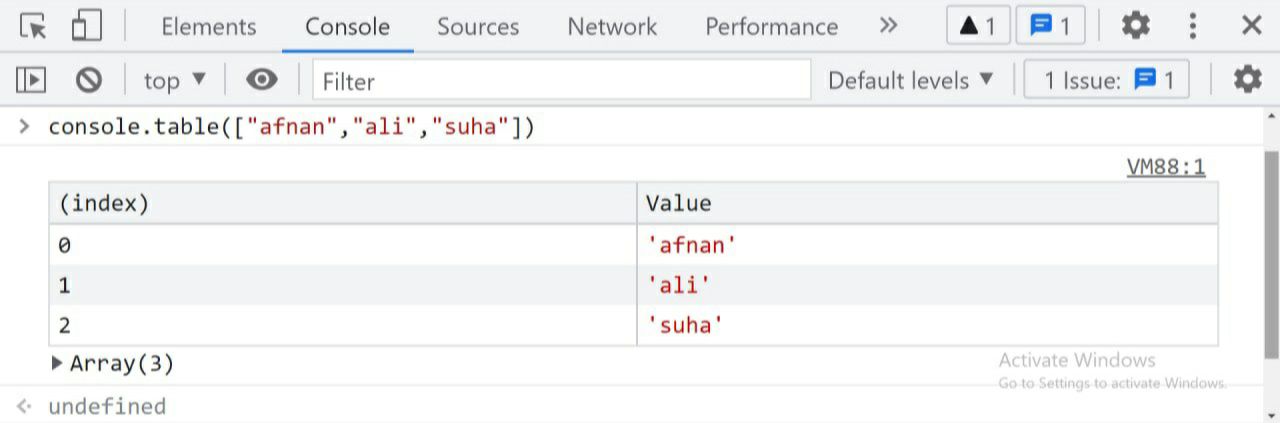 Elements Console Sources Network Performance » 1 1
top ▼ Filter Default levels ▼ 1 Issue: 1
> console.table(["afnan","ali","suha"])
VM88:1
(index) Value
0 'afnan'
1 'ali'
2 'suha'
▶ Array(3)
Activate Windows
Go to Settings to activate Windows.
undefined